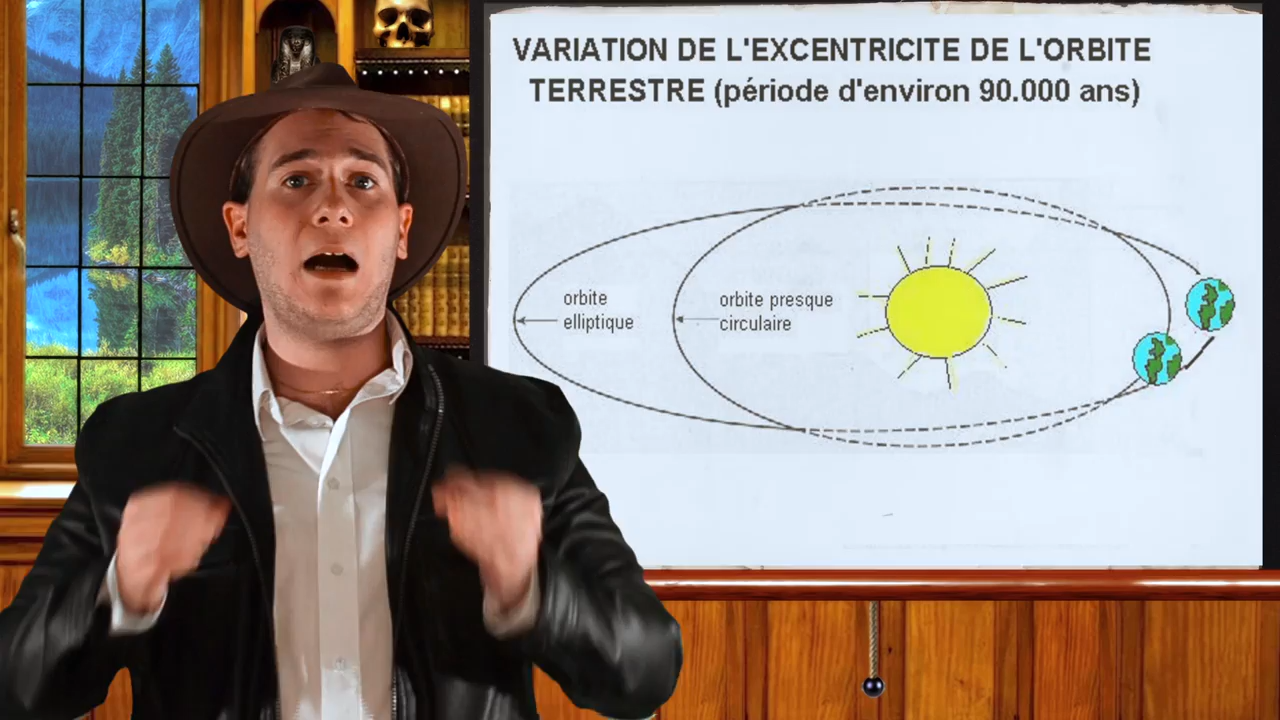 VARIATION DE L'EXCENTRICITE DE L'ORBITE
TERRESTRE (période d'environ 90.000 ans)
orbite
elliptique
orbite presque
circulaire